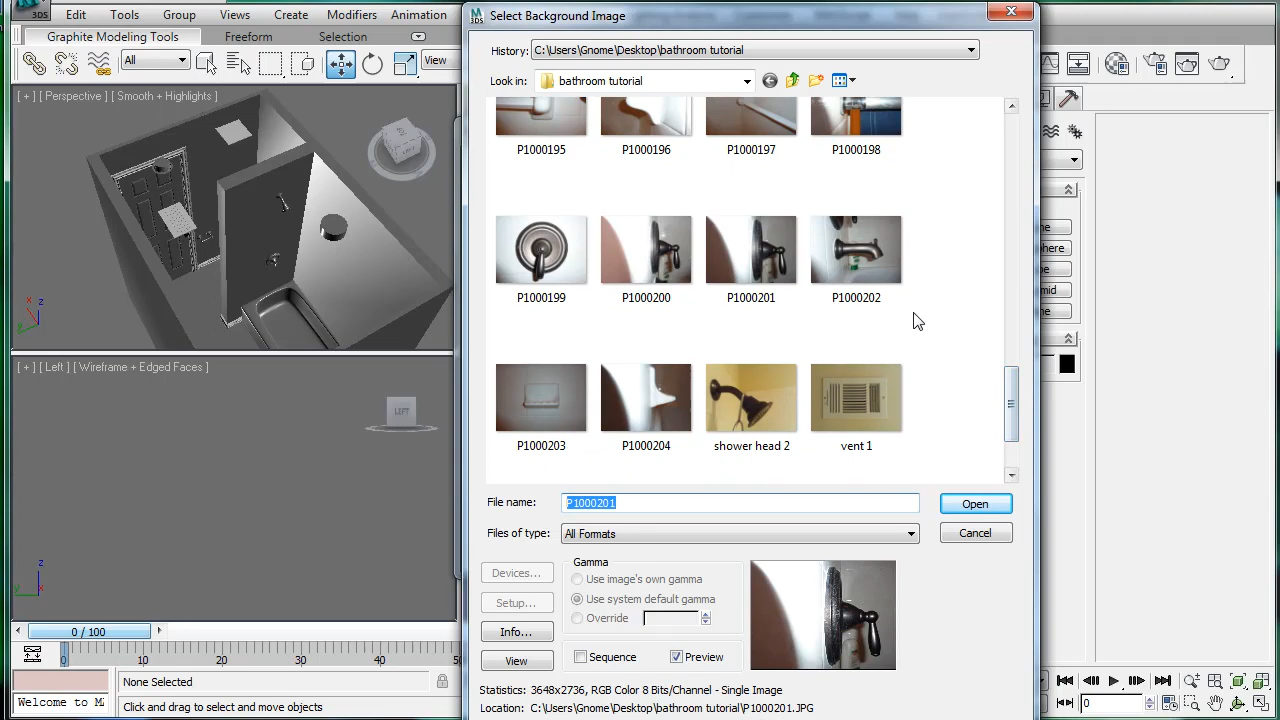 3DS
Edit Tools Group Views Create Modifiers Animation
Graphite Modeling Tools Freeform Selection
All View
[ + ] [ Perspective ] [ Smoothing + Highlights ]
[ + ] [ Left ] [ Wireframe + Edged Faces ]
LEFT
z
x
y
z
y x
0 / 100
0 10 20 30 40
None Selected
Welcome to Mi
Click and drag to select and move objects
Select Background Image
History: C:\Users\Gnome\Desktop\bathroom tutorial
Look in: bathroom tutorial
P1000195 P1000196 P1000197 P1000198
P1000199 P1000200 P1000201 P1000202
P1000203 P1000204 shower head 2 vent 1
File name: P1000201 Open
Files of type: All Formats Cancel
Devices...
Setup...
Info...
View
Gamma
Use image's own gamma
Use system default gamma
Override
Sequence Preview
Statistics: 3648x2736, RGB Color 8 Bits/Channel - Single Image
Location: C:\Users\Gnome\Desktop\bathroom tutorial\P1000201.JPG
0